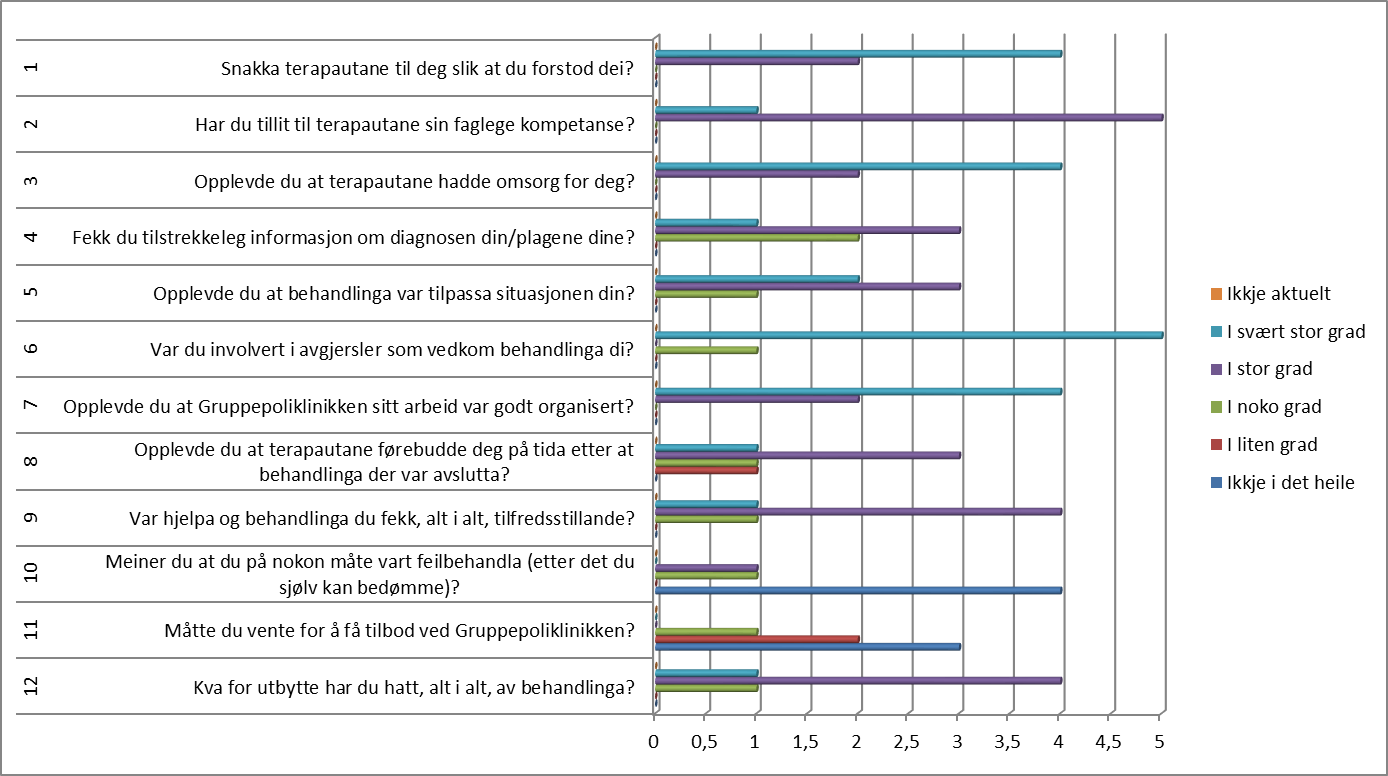 1
Snakka terapautane til deg slik at du forstod dei?
2
Har du tillit til terapautane sin faglege kompetanse?
3
Opplevde du at terapautane hadde omsorg for deg?
4
Fekk du tilstrekkeleg informasjon om diagnosen din/plagene dine?
5
Opplevde du at behandlinga var tilpassa situasjonen din?
6
Var du involvert i avgjersler som vedkom behandlinga di?
7
Opplevde du at Gruppepoliklinikken sitt arbeid var godt organisert?
8
Opplevde du at terapautane førebudde deg på tida etter at
behandlinga der var avslutta?
9
Var hjelpa og behandlinga du fekk, alt i alt, tilfredsstillande?
10
Meiner du at du på nokon måte vart feilbehandla (etter det du
sjølv kan bedømme)?
11
Måtte du vente for å få tilbod ved Gruppepoliklinikken?
12
Kva for utbytte har du hatt, alt i alt, av behandlinga?
0 0,5 1 1,5 2 2,5 3 3,5 4 4,5 5
Ikkje aktuelt
I svært stor grad
I stor grad
I noko grad
I liten grad
Ikkje i det heile